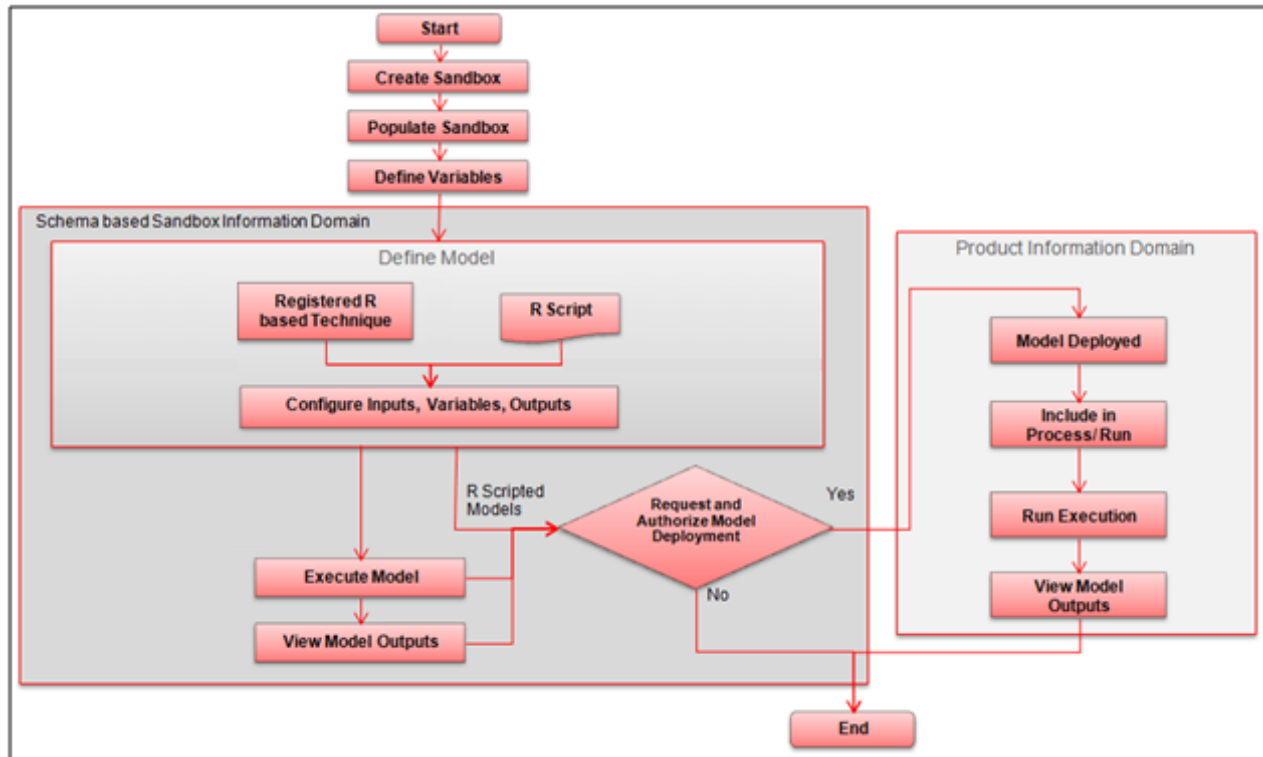 Start
Create Sandbox
Populate Sandbox
Define Variables
Schema based Sandbox Information Domain
Define Model
Registered R
based Technique
R Script
Configure Inputs, Variables, Outputs
R Scripted
Models
Request and
Authorize Model
Deployment
Yes
No
Execute Model
View Model Outputs
Product Information Domain
Model Deployed
Include in
Process/ Run
Run Execution
View Model
Outputs
End